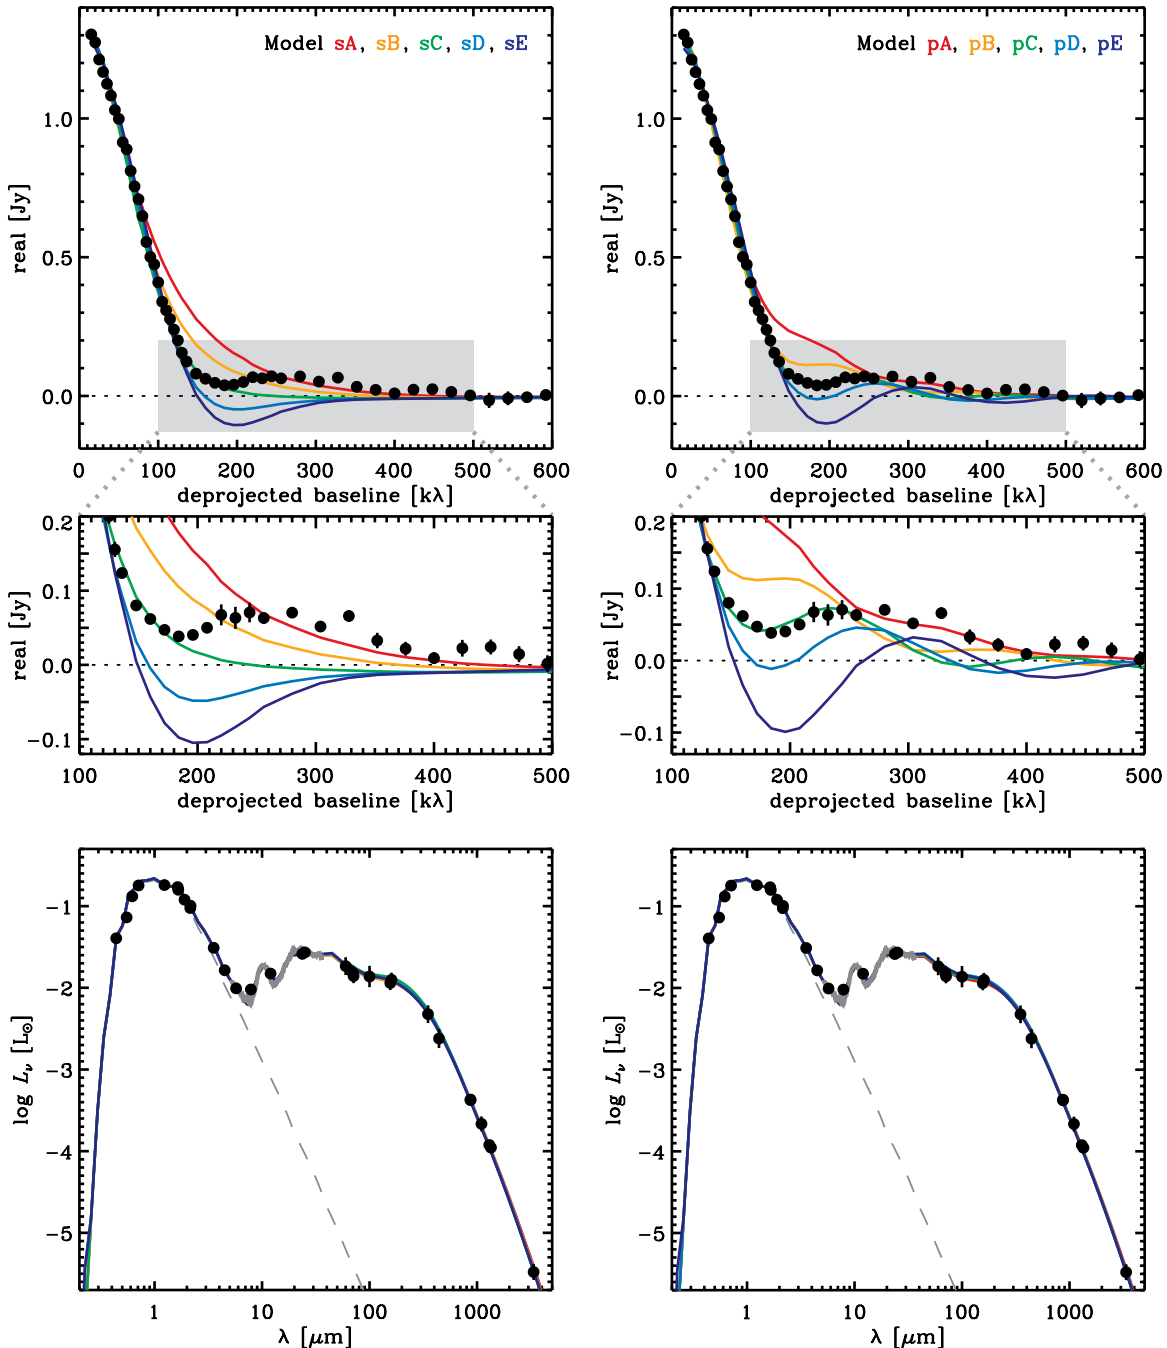 Model sA, sB, sC, sD, sE
1.0
0.5
0.0
real [Jy]
0 100 200 300 400 500 600
deprojected baseline [kλ]
Model pA, pB, pC, pD, pE
1.0
0.5
0.0
real [Jy]
0 100 200 300 400 500 600
deprojected baseline [kλ]
0.2
0.1
0.0
−0.1
real [Jy]
100 200 300 400 500
deprojected baseline [kλ]
0.2
0.1
0.0
−0.1
real [Jy]
100 200 300 400 500
deprojected baseline [kλ]
−1
−2
−3
−4
−5
log Lν [L⊙]
1 10 100 1000
λ [μm]
−1
−2
−3
−4
−5
log Lν [L⊙]
1 10 100 1000
λ [μm]